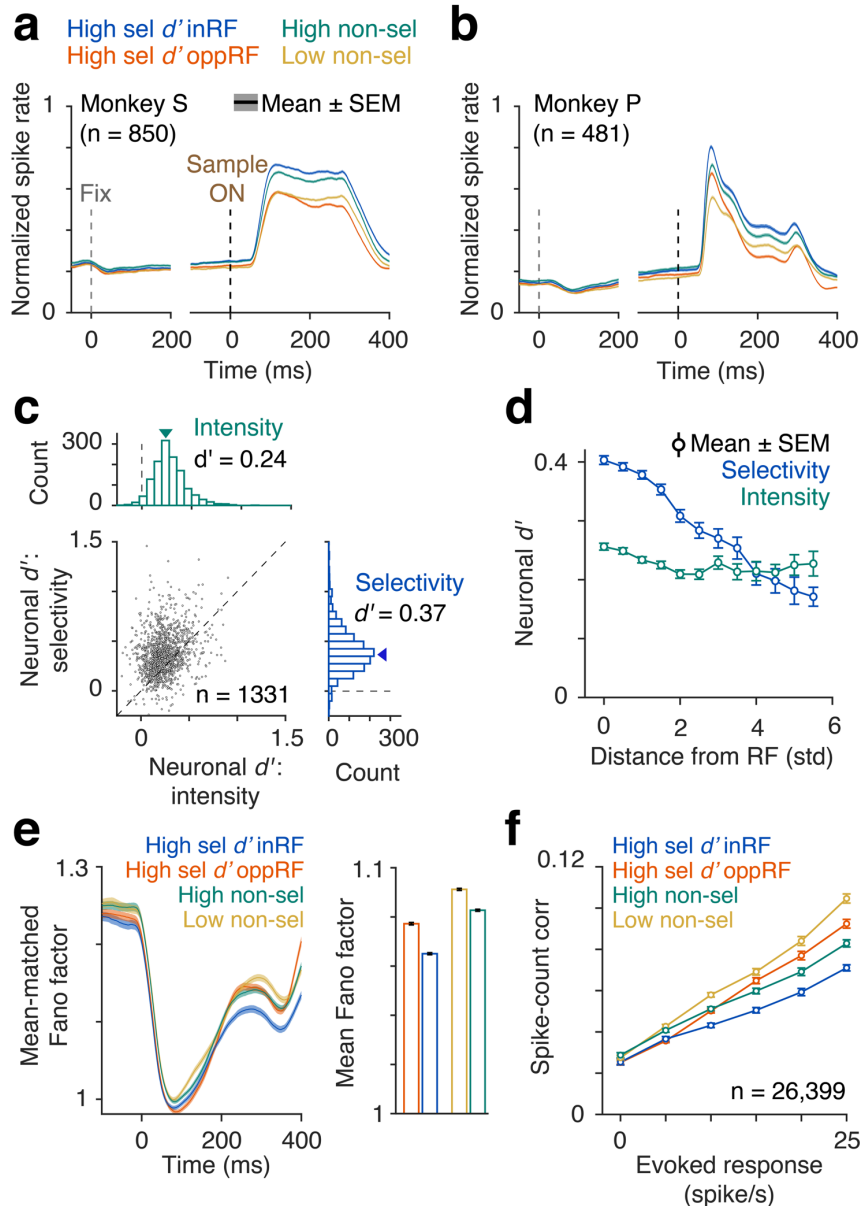 a
High sel d′ inRF
High non-sel
High sel d′ oppRF
Low non-sel
b
Normalized spike rate
1
0
Monkey S
(n = 850)
Mean ± SEM
Fix
Sample
ON
0
200
0
200
400
Time (ms)
Normalized spike rate
1
0
Monkey P
(n = 481)
0
200
0
200
400
Time (ms)
c
Count
300
0
Intensity
d' = 0.24
Neuronal d′:
selectivity
1.5
0
n = 1331
0
1.5
Neuronal d′:
intensity
Selectivity
d' = 0.37
0
300
Count
d
Mean ± SEM
Selectivity
Intensity
Neuronal d′
0.4
0
0
2
4
6
Distance from RF (std)
e
High sel d′ inRF
High sel d′ oppRF
High non-sel
Low non-sel
Mean-matched
Fano factor
1.3
1
0
200
400
Time (ms)
Mean Fano factor
1.1
1
f
High sel d′ inRF
High sel d′ oppRF
High non-sel
Low non-sel
Spike-count corr
0.12
0
n = 26,399
0
25
Evoked response
(spike/s)